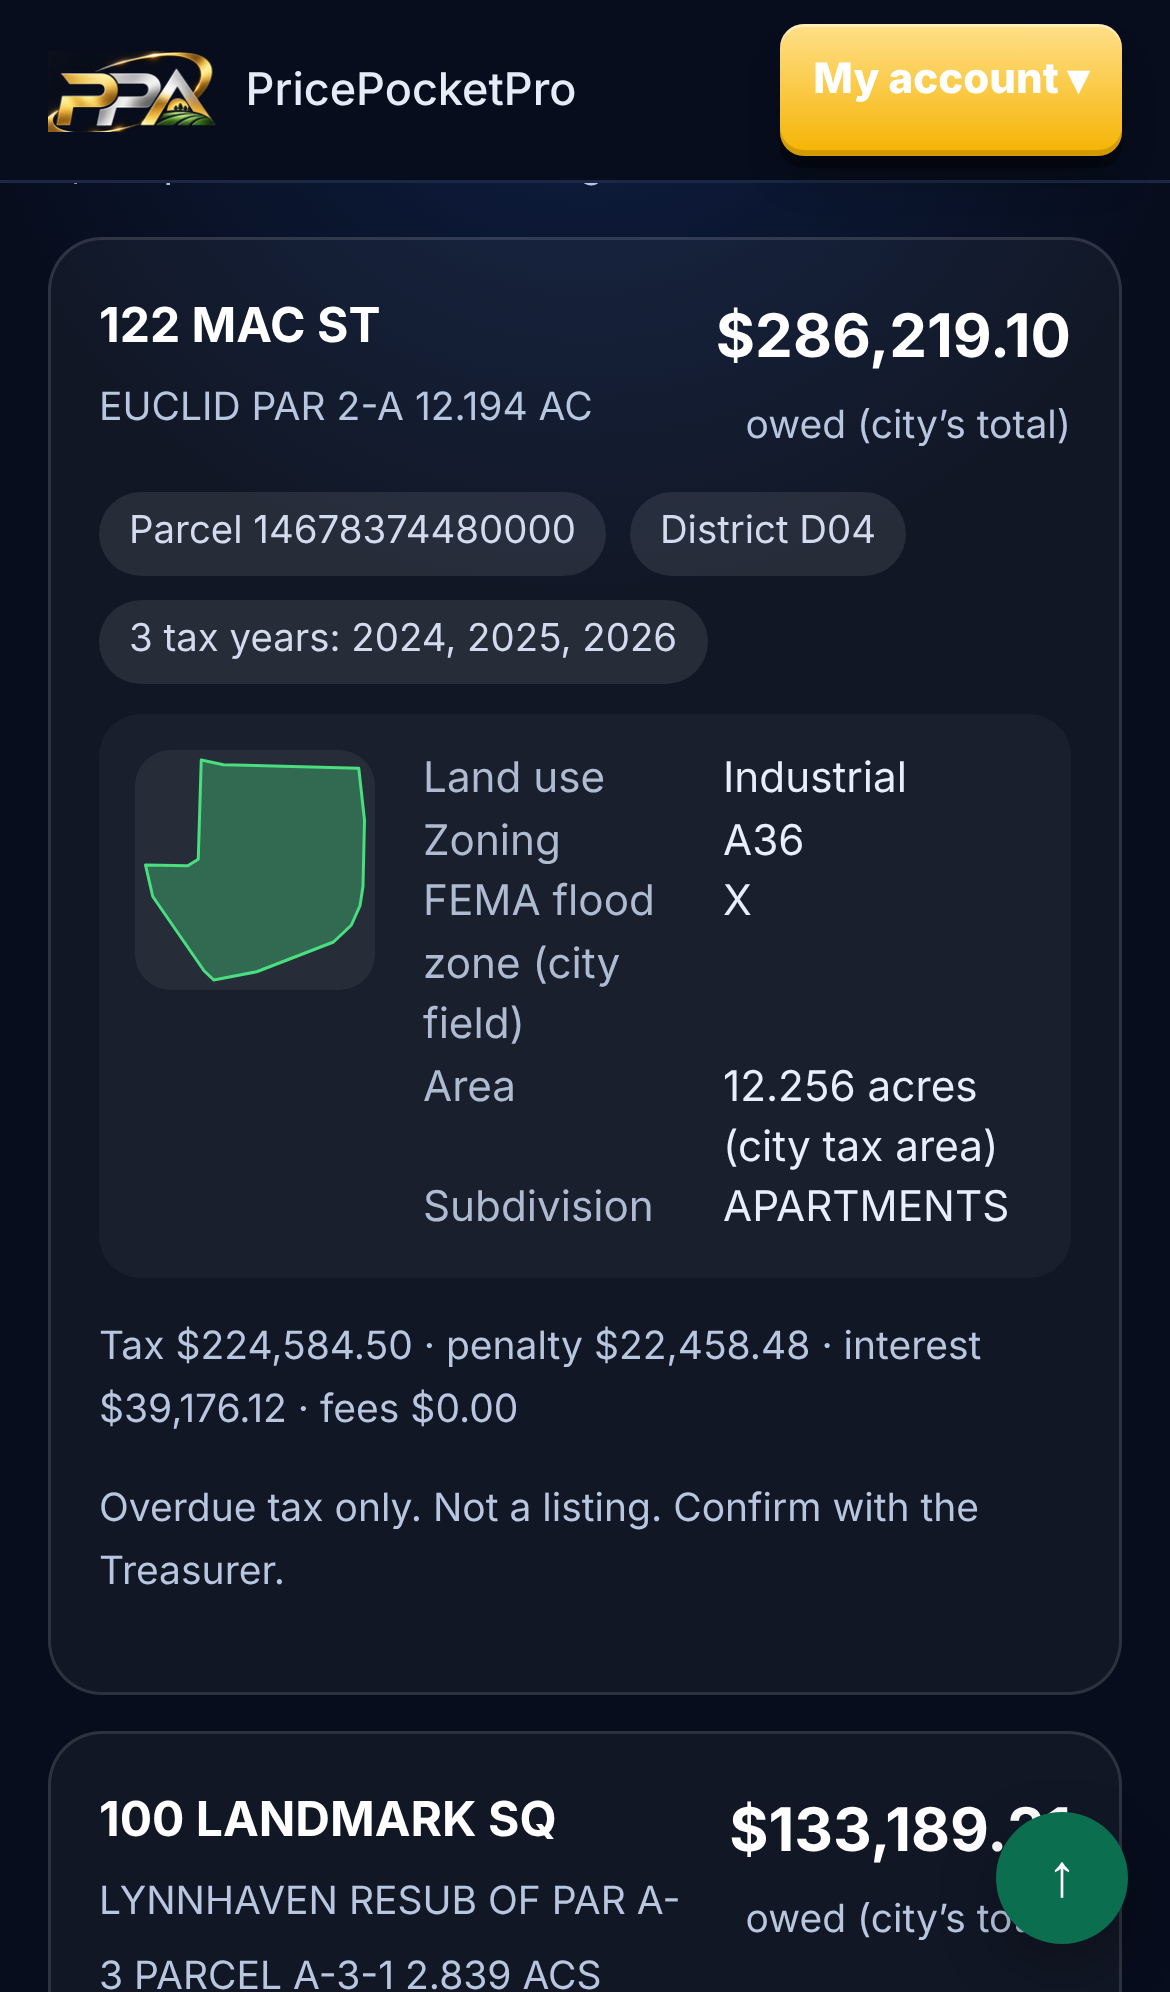 PPA
PricePocketPro
My account ▾
122 MAC ST
$286,219.10
EUCLID PAR 2-A 12.194 AC
owed (city’s total)
Parcel 14678374480000
District D04
3 tax years: 2024, 2025, 2026
Land use
Industrial
Zoning
A36
FEMA flood
X
zone (city
field)
Area
12.256 acres
(city tax area)
Subdivision
APARTMENTS
Tax $224,584.50 · penalty $22,458.48 · interest
$39,176.12 · fees $0.00
Overdue tax only. Not a listing. Confirm with the
Treasurer.
100 LANDMARK SQ
$133,189.
LYNNHAVEN RESUB OF PAR A-
owed (city’s
3 PARCEL A-3-1 2.839 ACS
↑